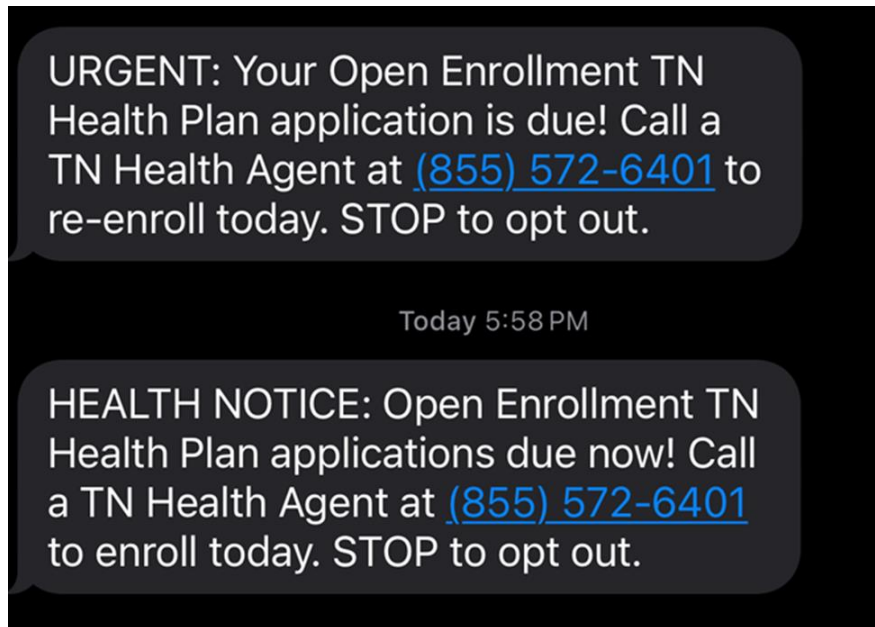 URGENT: Your Open Enrollment TN
Health Plan application is due! Call a
TN Health Agent at (855) 572-6401 to
re-enroll today. STOP to opt out.
Today 5:58 PM
HEALTH NOTICE: Open Enrollment TN
Health Plan applications due now! Call
a TN Health Agent at (855) 572-6401
to enroll today. STOP to opt out.